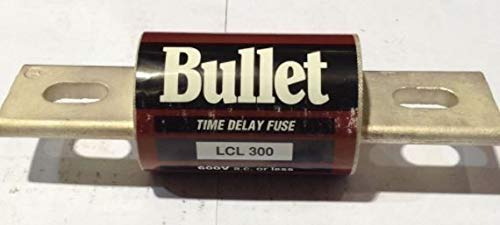 Bullet
TIME DELAY FUSE
LCL 300
600V a.c. or less